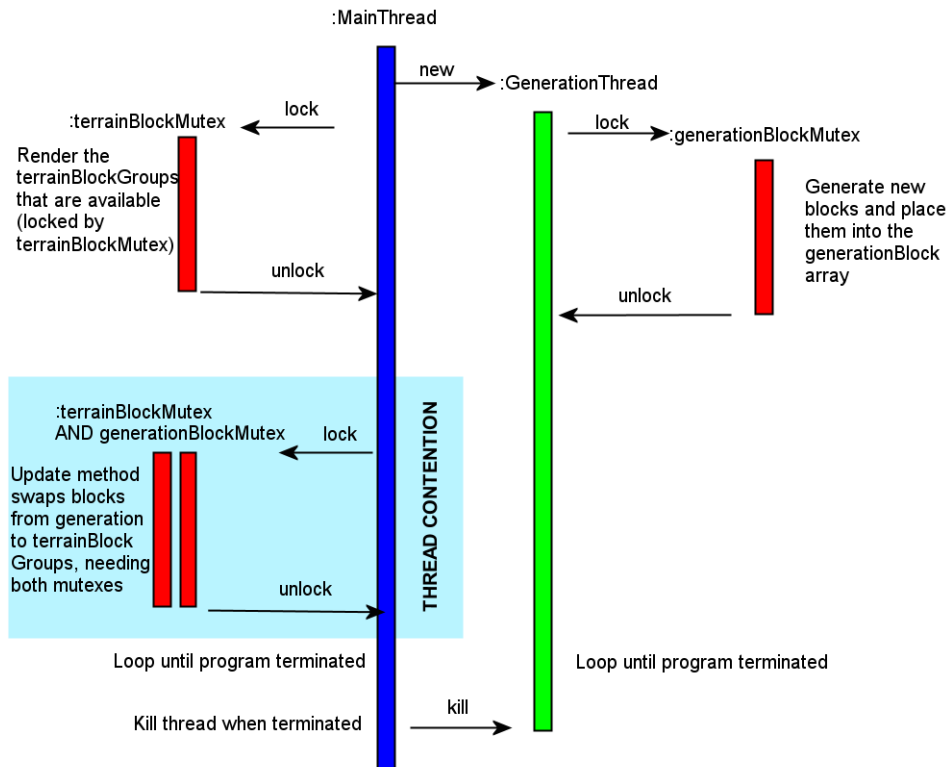 :MainThread
new
:GenerationThread
lock
:terrainBlockMutex
lock
:generationBlockMutex
Render the
terrainBlockGroups
that are available
(locked by
terrainBlockMutex)
Generate new
blocks and place
them into the
generationBlock
array
unlock
unlock
:terrainBlockMutex
AND generationBlockMutex
lock
Update method
swaps blocks
from generation
to terrainBlock
Groups, needing
both mutexes
THREAD CONTENTION
unlock
Loop until program terminated
Loop until program terminated
Kill thread when terminated
kill